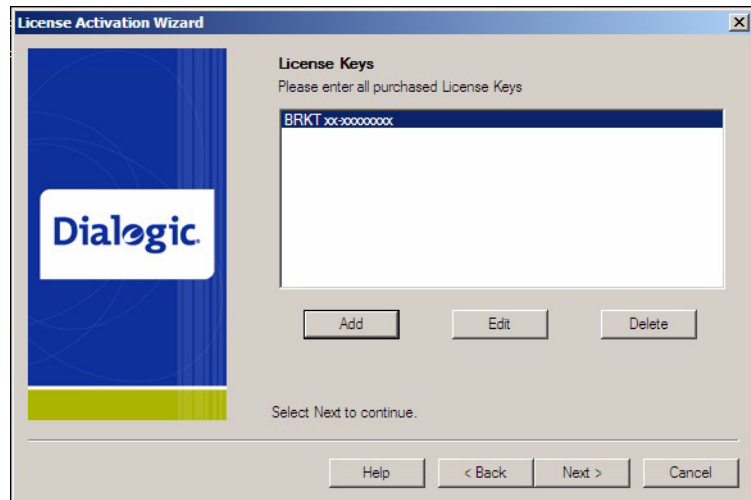 License Activation Wizard
License Keys
Please enter all purchased License Keys
BRKT xx-xxxxxxxx
Dialogic.
Add
Edit
Delete
Select Next to continue.
Help
< Back
Next >
Cancel